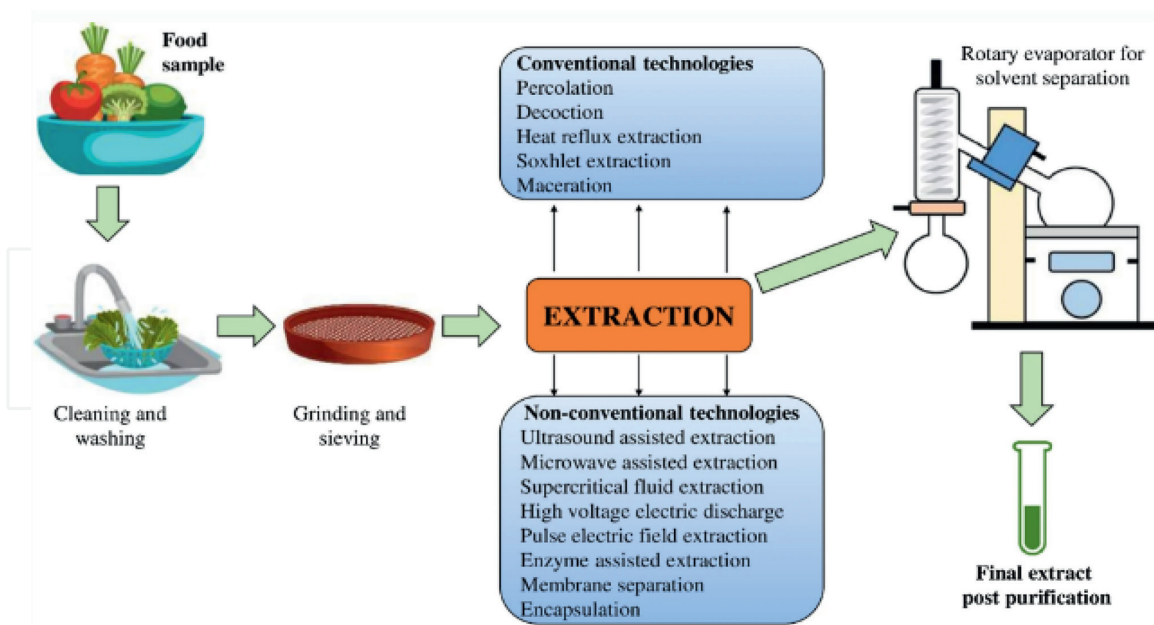 Food
sample
Cleaning and
washing
Grinding and
sieving
Conventional technologies
Percolation
Decoction
Heat reflux extraction
Soxhlet extraction
Maceration
EXTRACTION
Non-conventional technologies
Ultrasound assisted extraction
Microwave assisted extraction
Supercritical fluid extraction
High voltage electric discharge
Pulse electric field extraction
Enzyme assisted extraction
Membrane separation
Encapsulation
Rotary evaporator for
solvent separation
Final extract
post purification